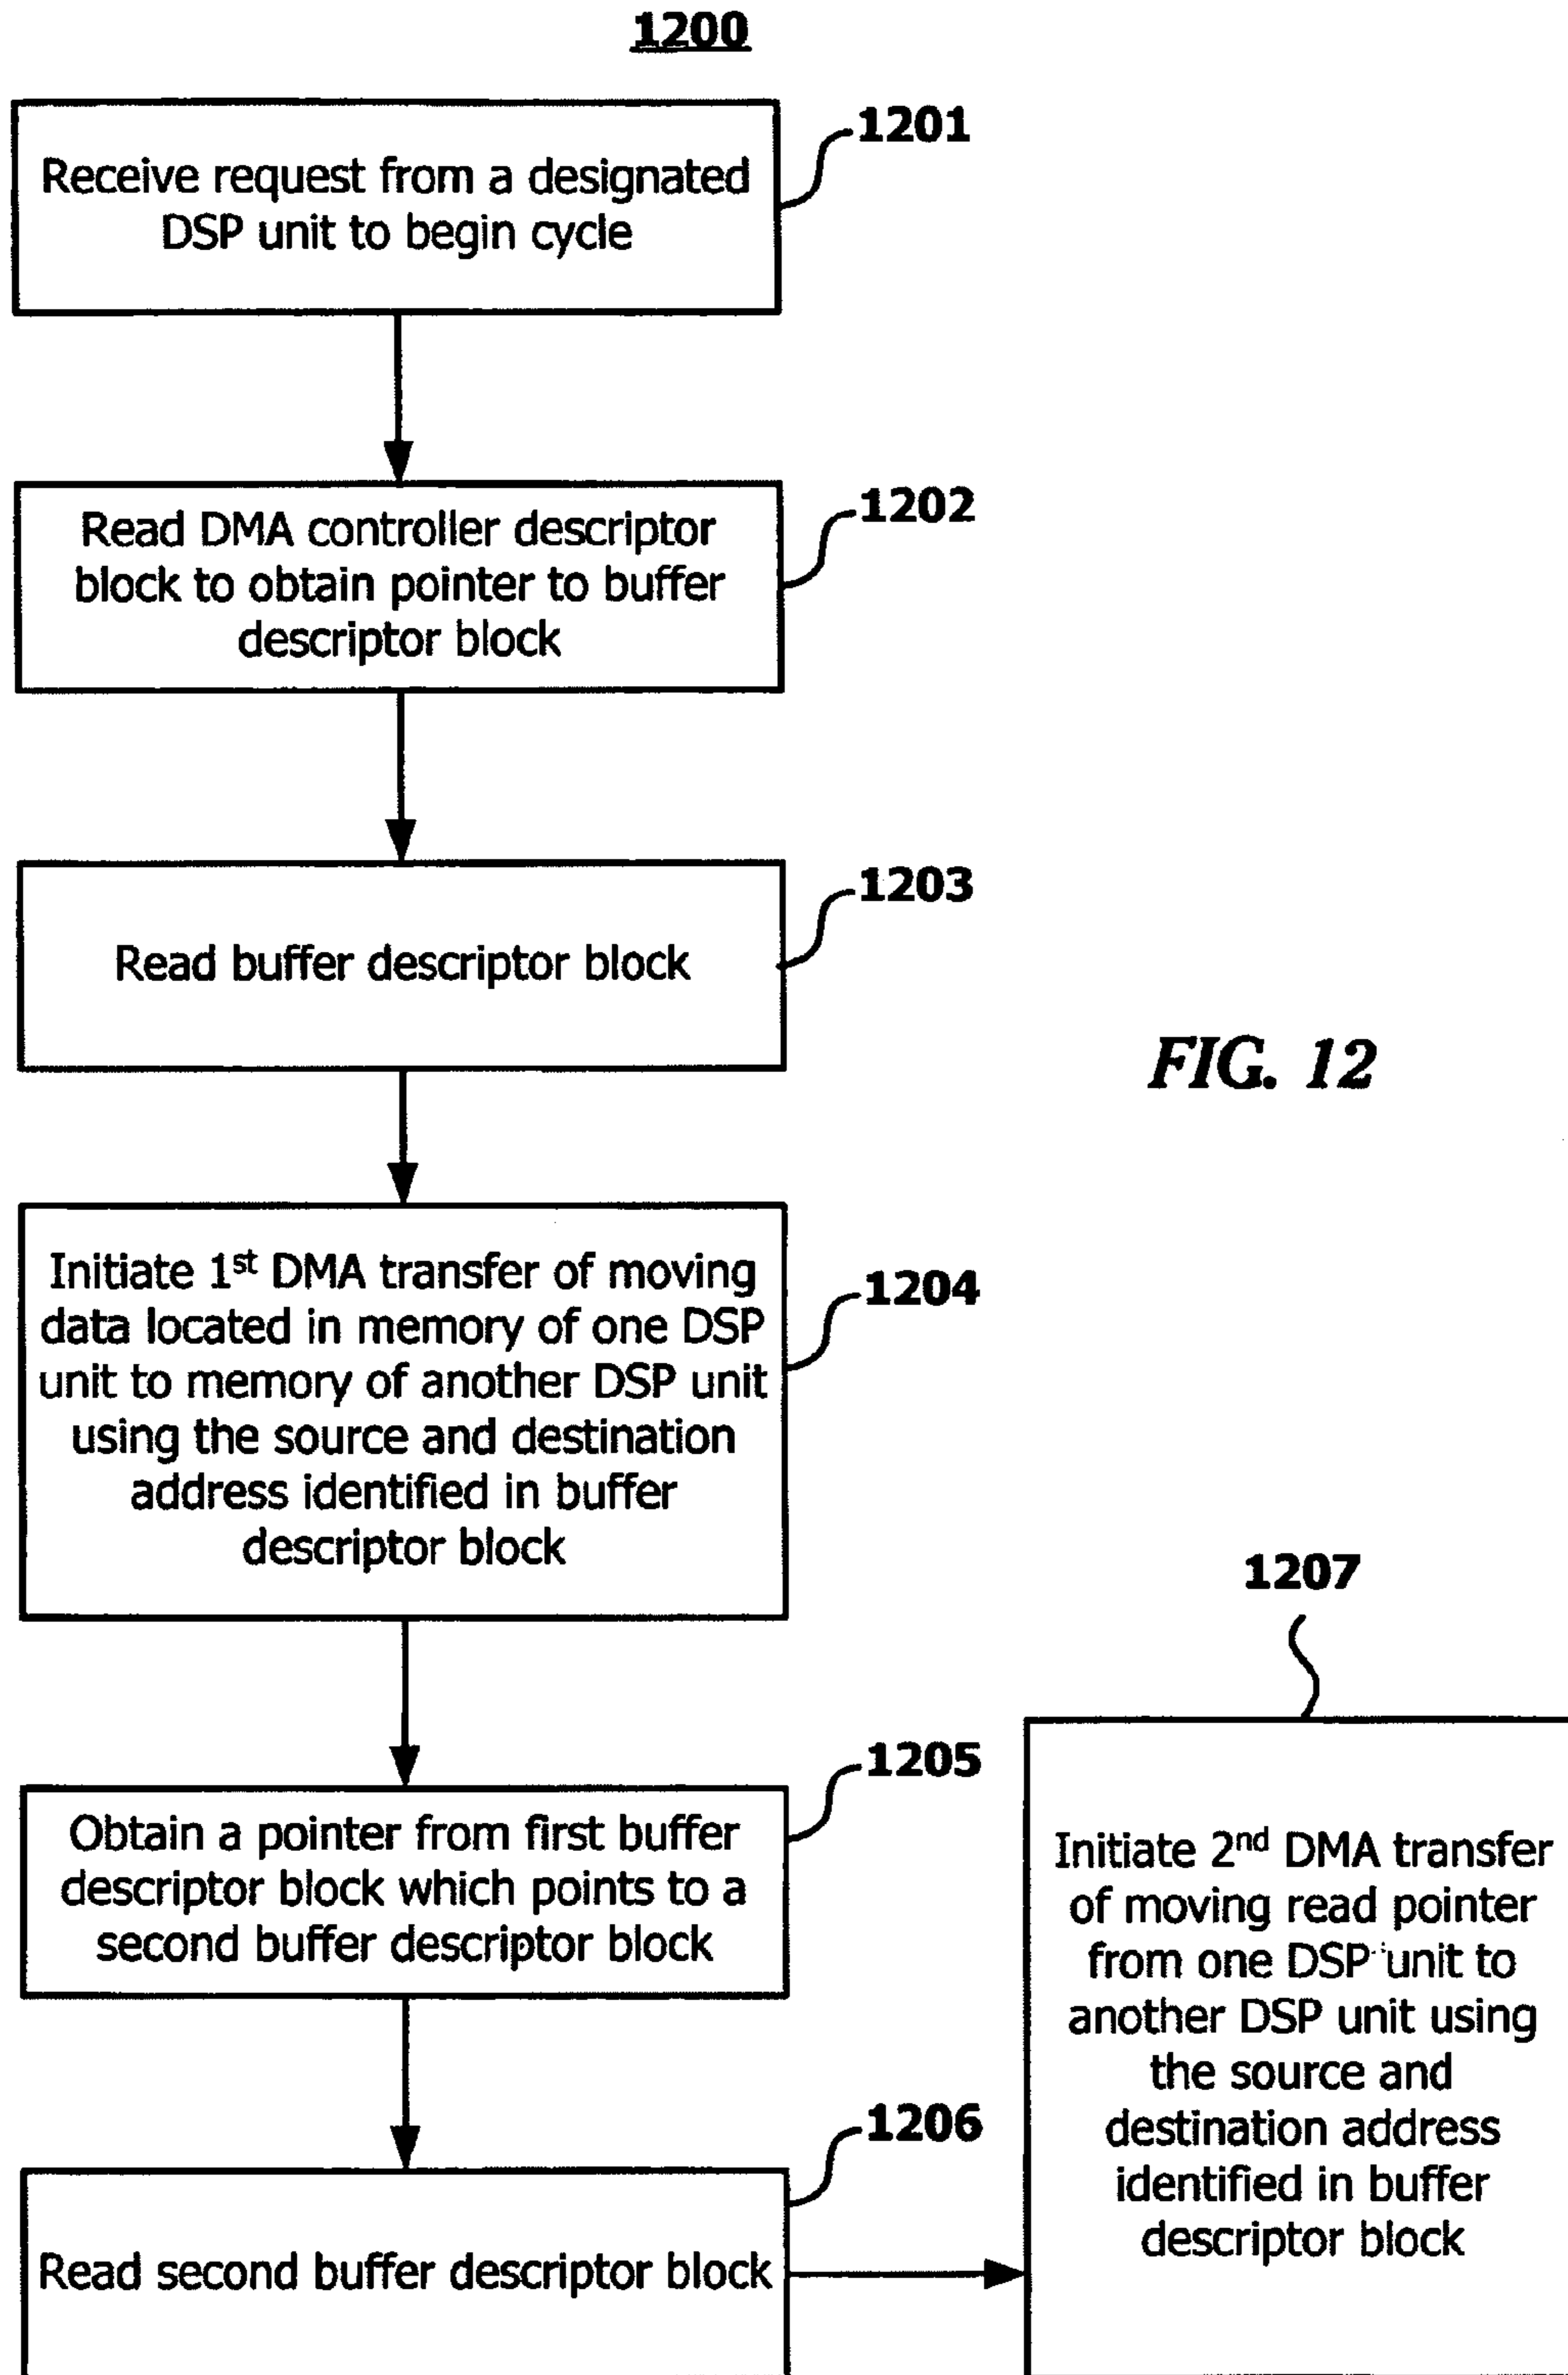 1200
1201
Receive request from a designated
DSP unit to begin cycle
1202
Read DMA controller descriptor
block to obtain pointer to buffer
descriptor block
1203
Read buffer descriptor block
FIG. 12
1204
Initiate 1st DMA transfer of moving
data located in memory of one DSP
unit to memory of another DSP unit
using the source and destination
address identified in buffer
descriptor block
1205
Obtain a pointer from first buffer
descriptor block which points to a
second buffer descriptor block
1206
Read second buffer descriptor block
1207
Initiate 2nd DMA transfer
of moving read pointer
from one DSP unit to
another DSP unit using
the source and
destination address
identified in buffer
descriptor block